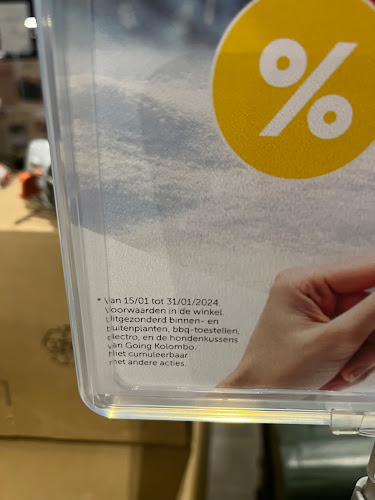 %
* Van 15/01 tot 31/01/2024.
Voorwaarden in de winkel.
Uitgezonderd binnen- en
buitenplanten, bbq-toestellen,
electro, en de hondenkussens
van Going Kolombo.
Niet cumuleerbaar
met andere acties.